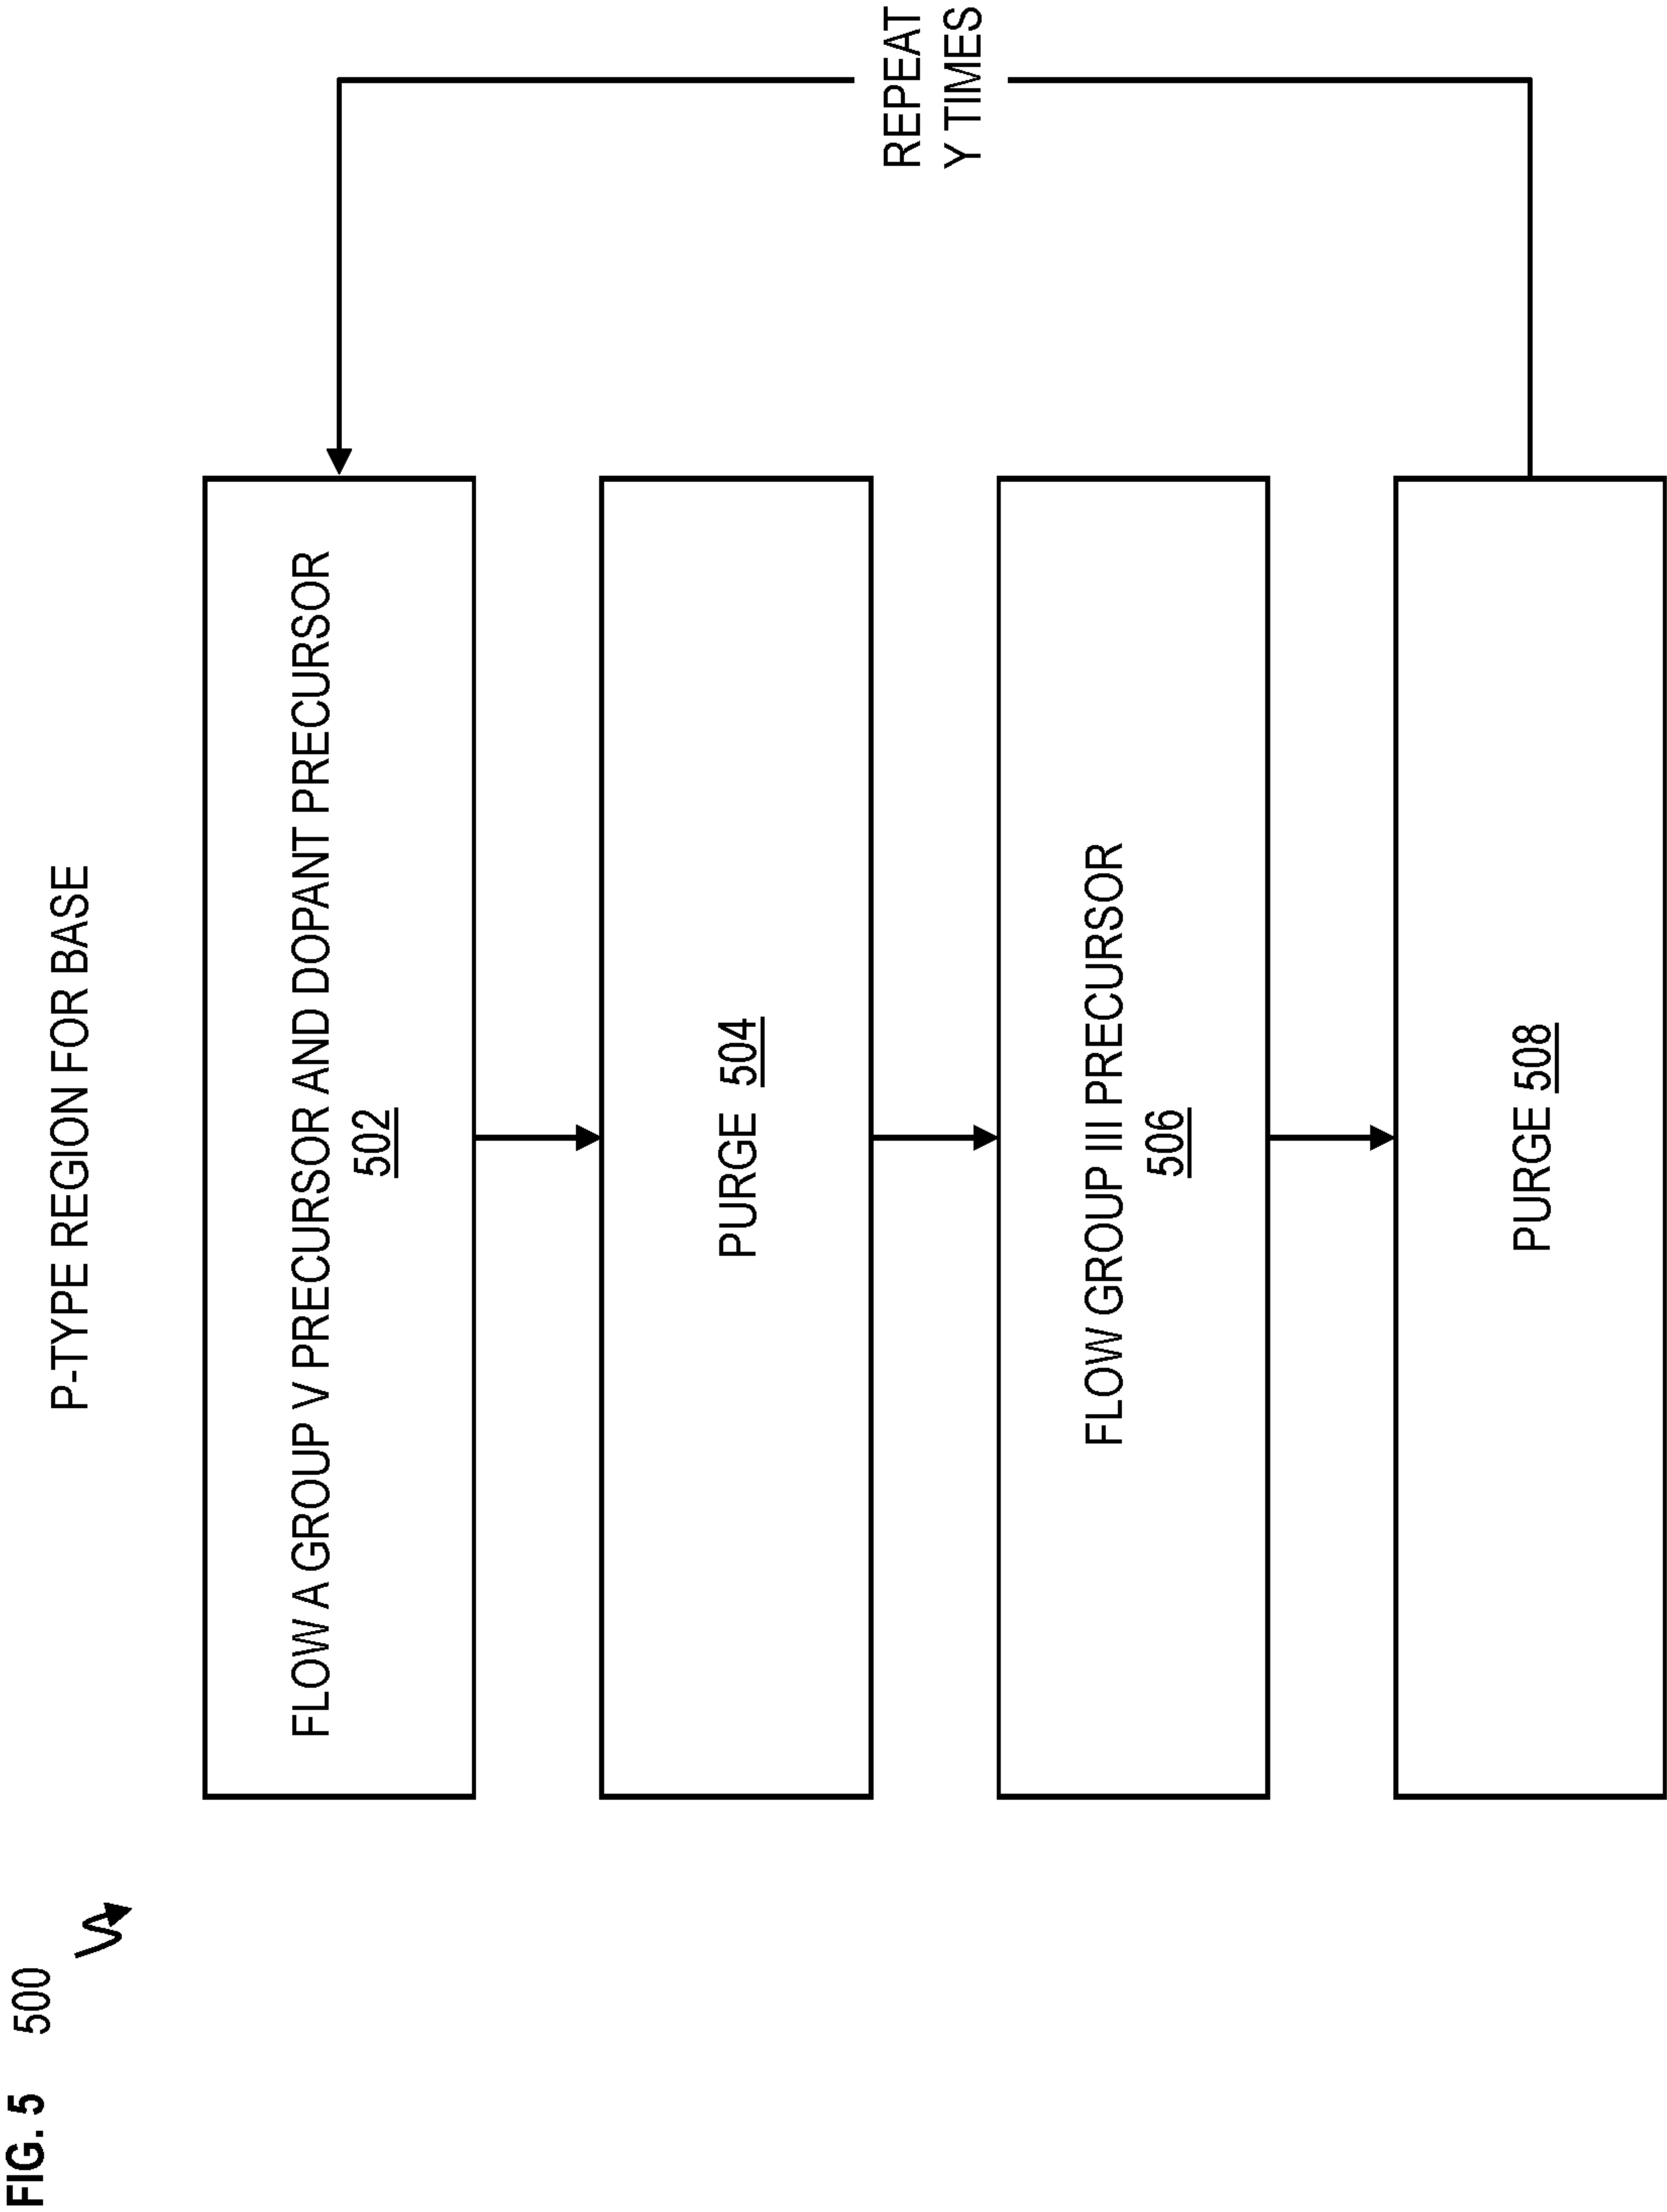 FIG. 5 500
P-TYPE REGION FOR BASE
FLOW A GROUP V PRECURSOR AND DOPANT PRECURSOR
502
PURGE 504
FLOW GROUP III PRECURSOR
506
PURGE 508
REPEAT
Y TIMES